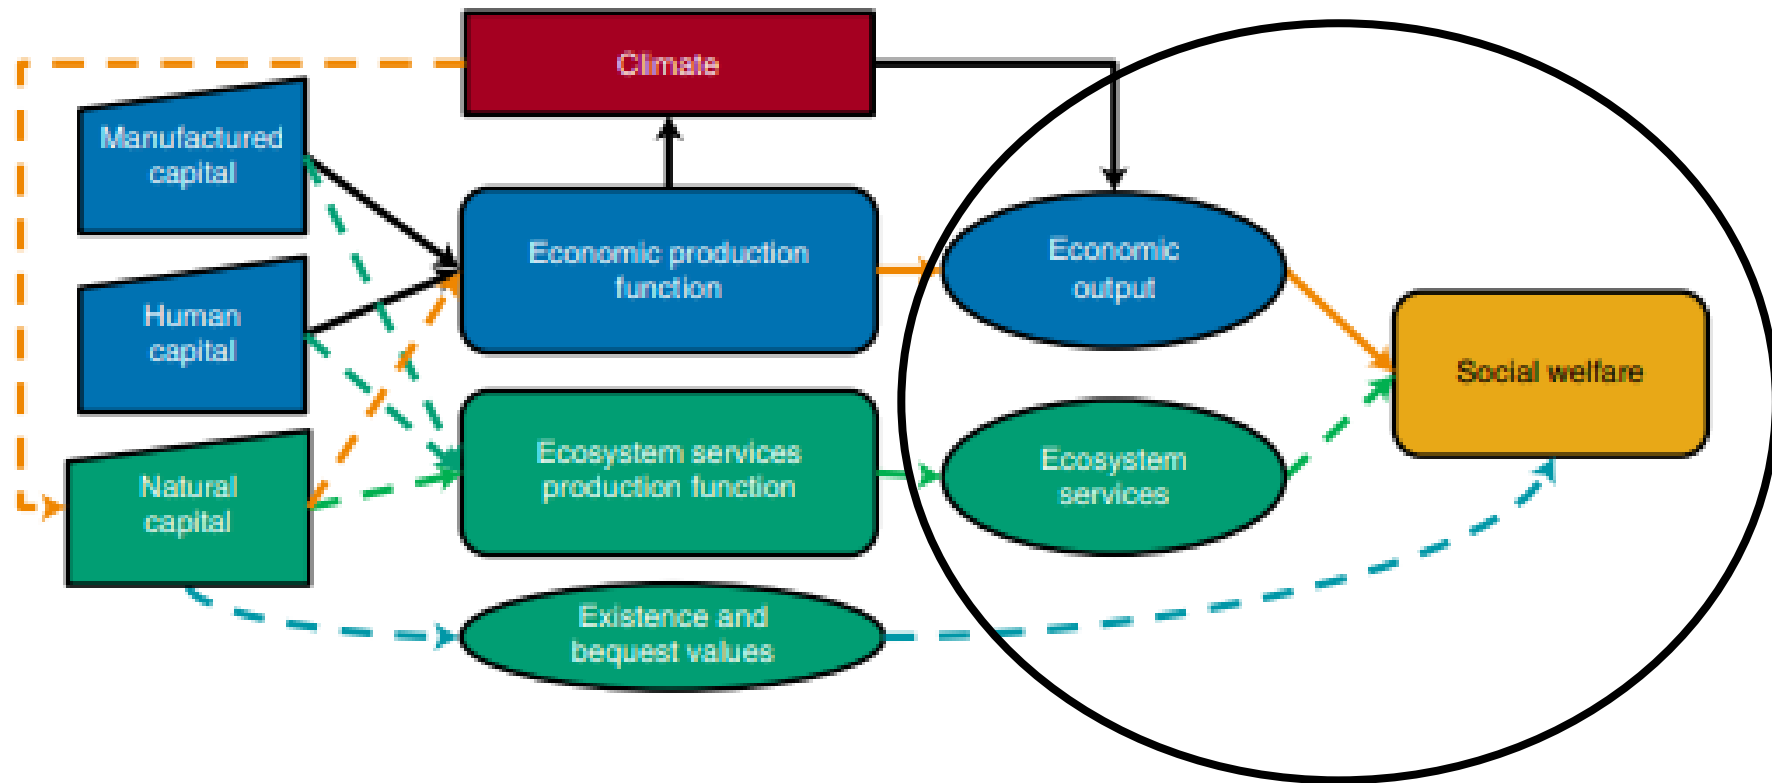 Climate
Manufactured
capital
Economic production
function
Economic
output
Human
capital
Social welfare
Ecosystem services
production function
Ecosystem
services
Natural
capital
Existence and
bequest values